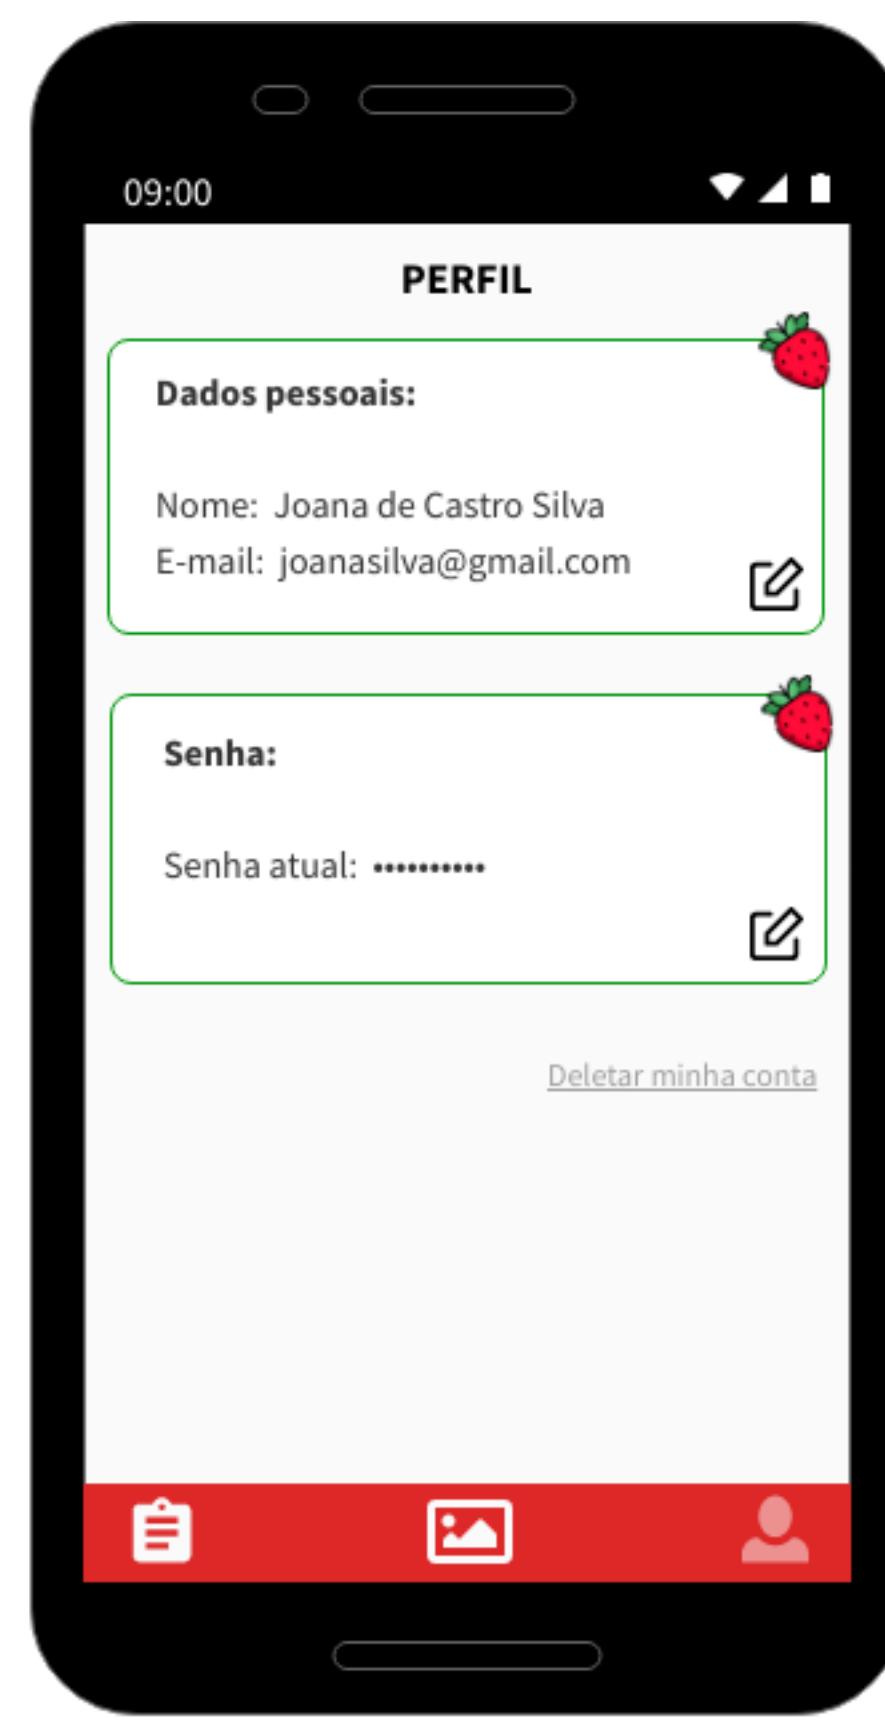 09:00
PERFIL
Dados pessoais:
Nome: Joana de Castro Silva
E-mail: joanasilva@gmail.com
Senha:
Senha atual: ••••••••••
Deletar minha conta